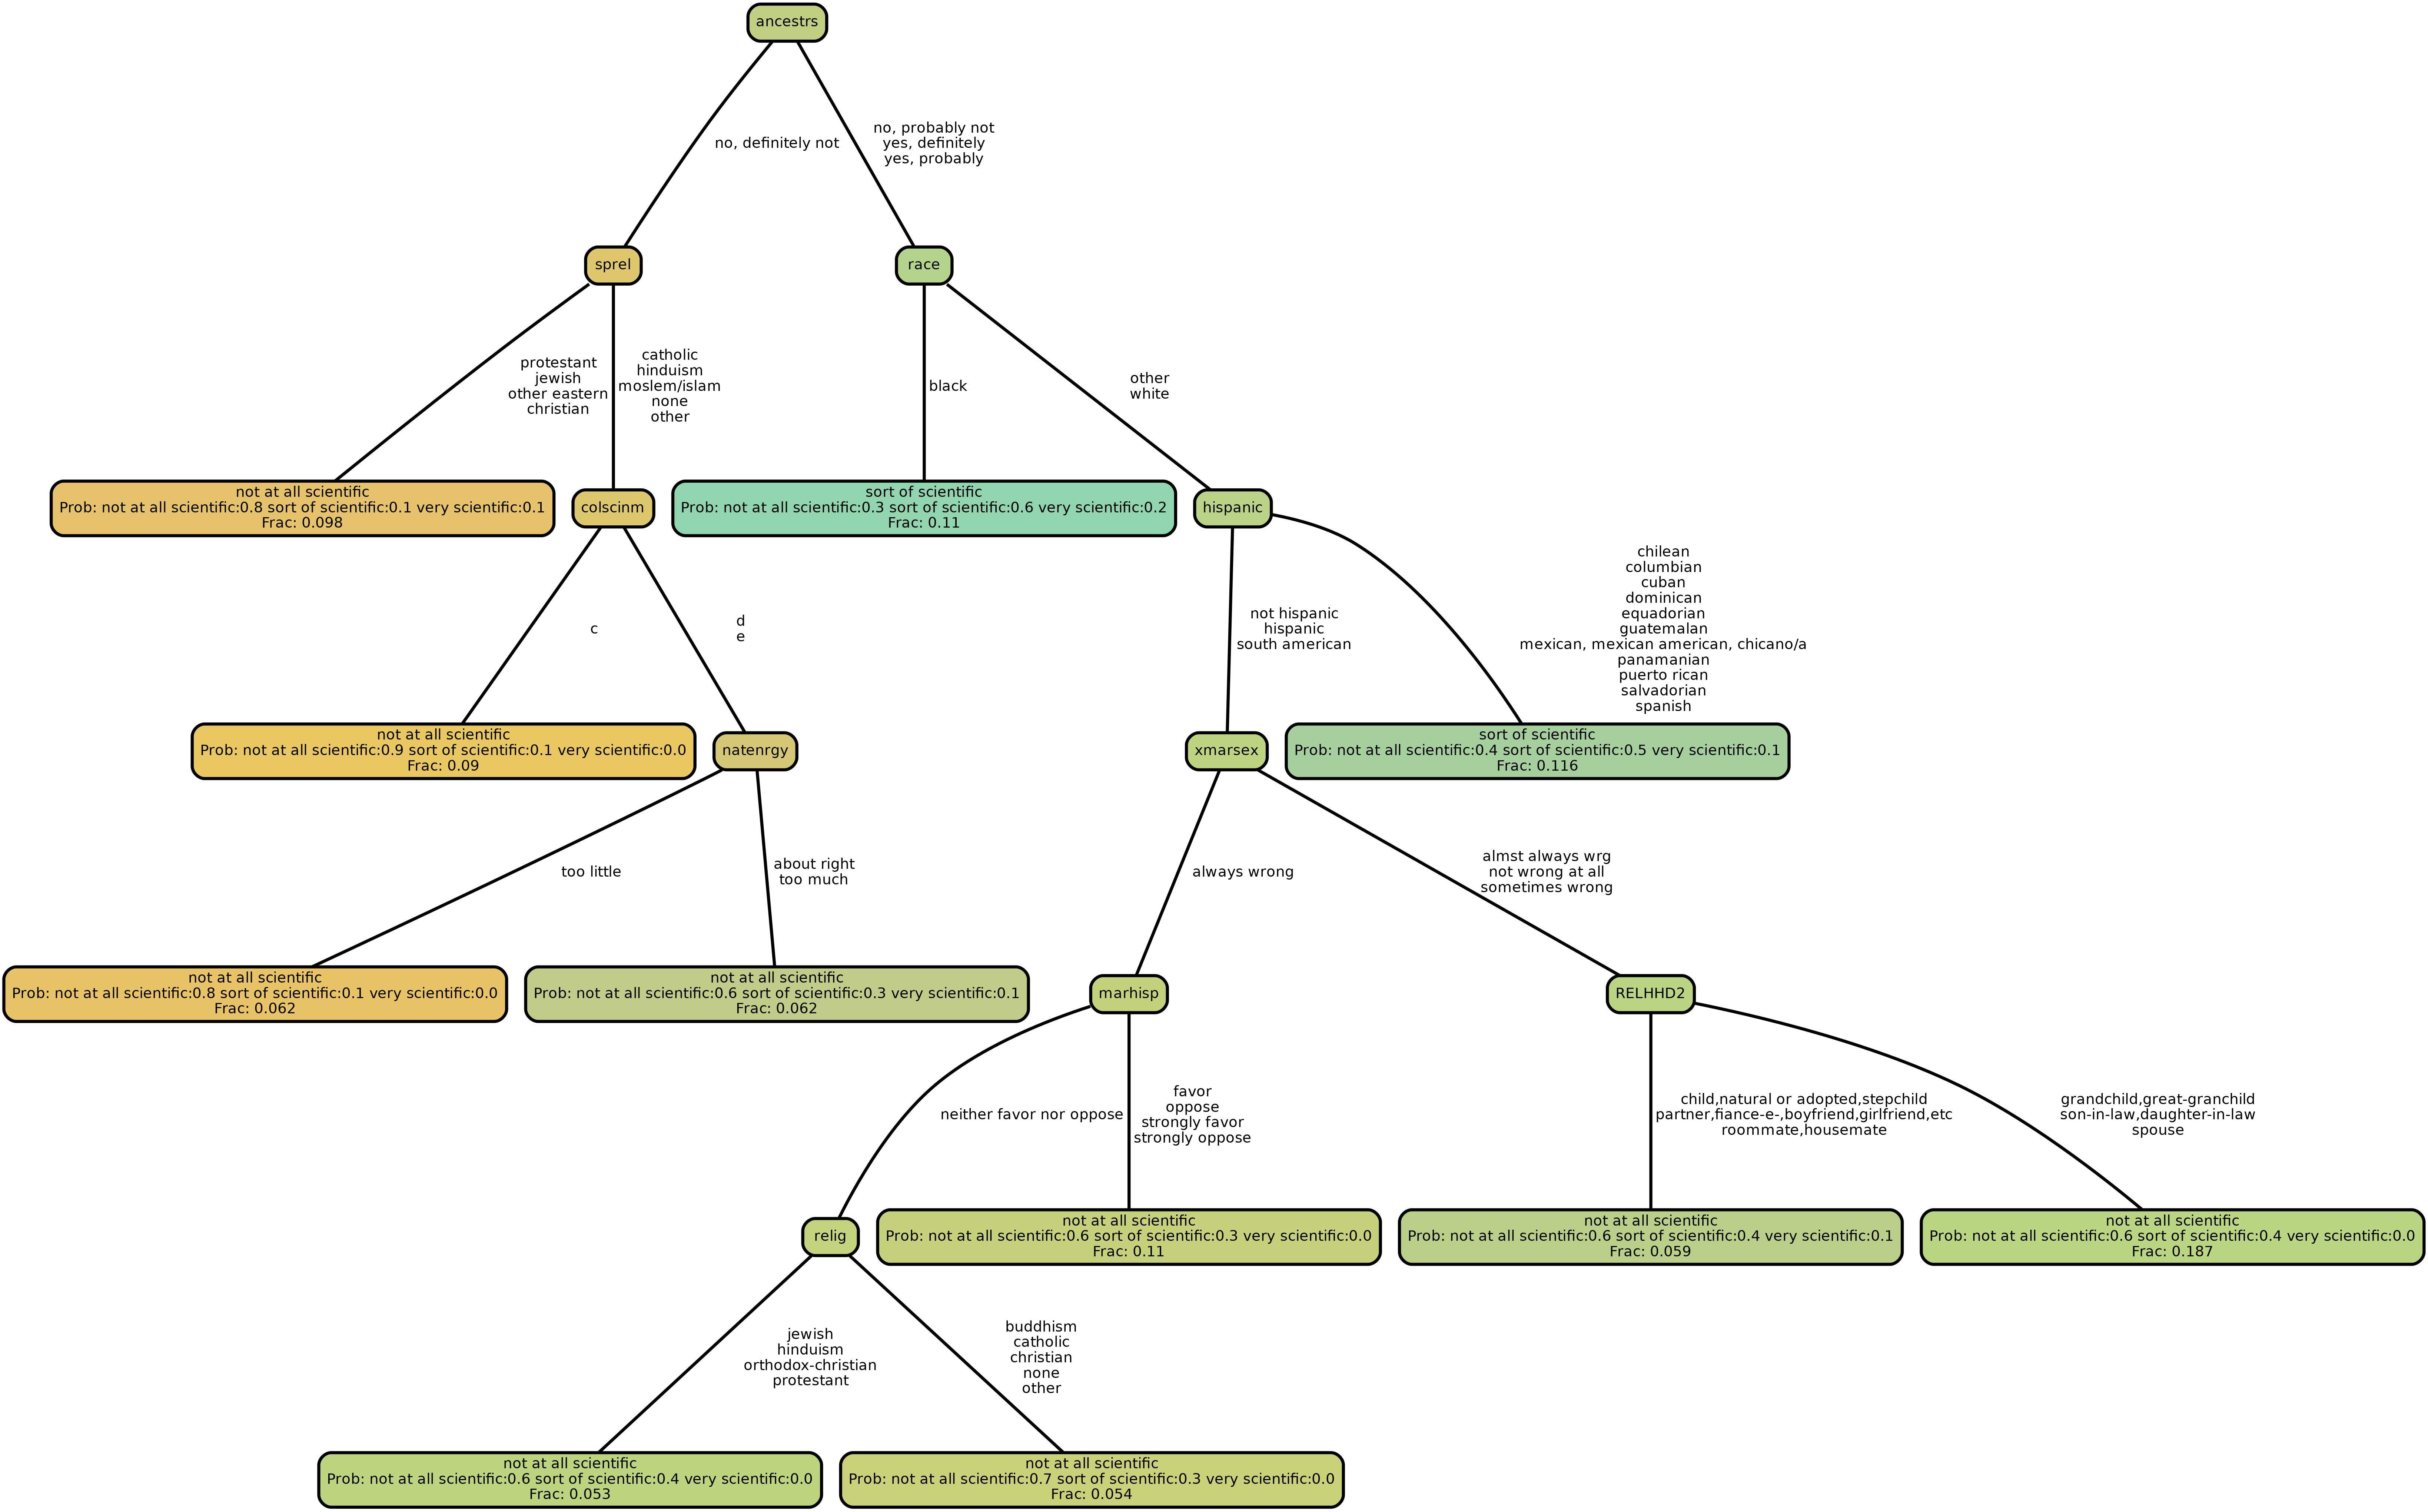 ancestrs
no, definitely not
no, probably not
yes, definitely
yes, probably
sprel
race
protestant
jewish
other eastern
christian
catholic
hinduism
moslem/islam
none
other
black
other
white
not at all scientific
Prob: not at all scientific:0.8 sort of scientific:0.1 very scientific:0.1
Frac: 0.098
colscinm
sort of scientific
Prob: not at all scientific:0.3 sort of scientific:0.6 very scientific:0.2
Frac: 0.11
hispanic
c
d
e
not hispanic
hispanic
south american
chilean
columbian
cuban
dominican
equadorian
guatemalan
mexican, mexican american, chicano/a
panamanian
puerto rican
salvadorian
spanish
not at all scientific
Prob: not at all scientific:0.9 sort of scientific:0.1 very scientific:0.0
Frac: 0.09
natenrgy
xmarsex
sort of scientific
Prob: not at all scientific:0.4 sort of scientific:0.5 very scientific:0.1
Frac: 0.116
too little
about right
too much
always wrong
almst always wrg
not wrong at all
sometimes wrong
not at all scientific
Prob: not at all scientific:0.8 sort of scientific:0.1 very scientific:0.0
Frac: 0.062
not at all scientific
Prob: not at all scientific:0.6 sort of scientific:0.3 very scientific:0.1
Frac: 0.062
marhisp
RELHHD2
neither favor nor oppose
favor
oppose
strongly favor
strongly oppose
child,natural or adopted,stepchild
partner,fiance-e-,boyfriend,girlfriend,etc
roommate,housemate
grandchild,great-granchild
son-in-law,daughter-in-law
spouse
relig
not at all scientific
Prob: not at all scientific:0.6 sort of scientific:0.3 very scientific:0.0
Frac: 0.11
not at all scientific
Prob: not at all scientific:0.6 sort of scientific:0.4 very scientific:0.1
Frac: 0.059
not at all scientific
Prob: not at all scientific:0.6 sort of scientific:0.4 very scientific:0.0
Frac: 0.187
jewish
hinduism
orthodox-christian
protestant
buddhism
catholic
christian
none
other
not at all scientific
Prob: not at all scientific:0.6 sort of scientific:0.4 very scientific:0.0
Frac: 0.053
not at all scientific
Prob: not at all scientific:0.7 sort of scientific:0.3 very scientific:0.0
Frac: 0.054